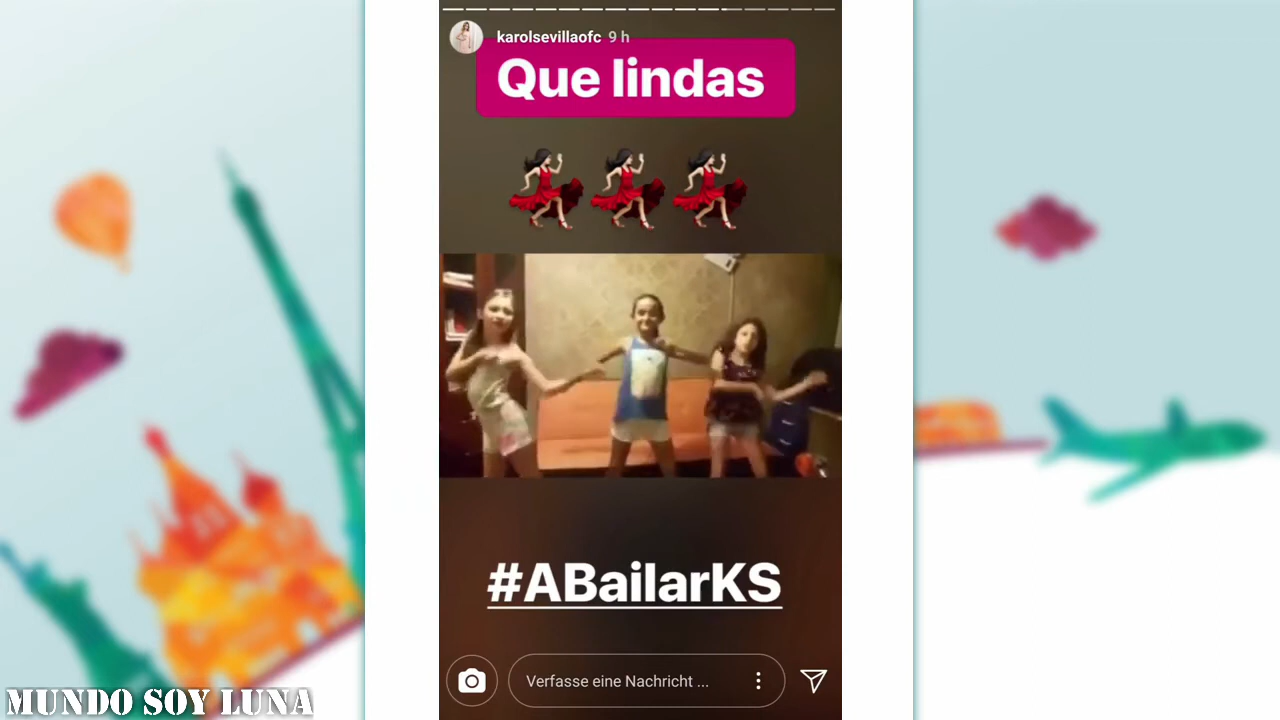 karolsevillaofc 9 h
Que lindas
#ABailarKS
Verfasse eine Nachricht ...
MUNDO SOY LUNA